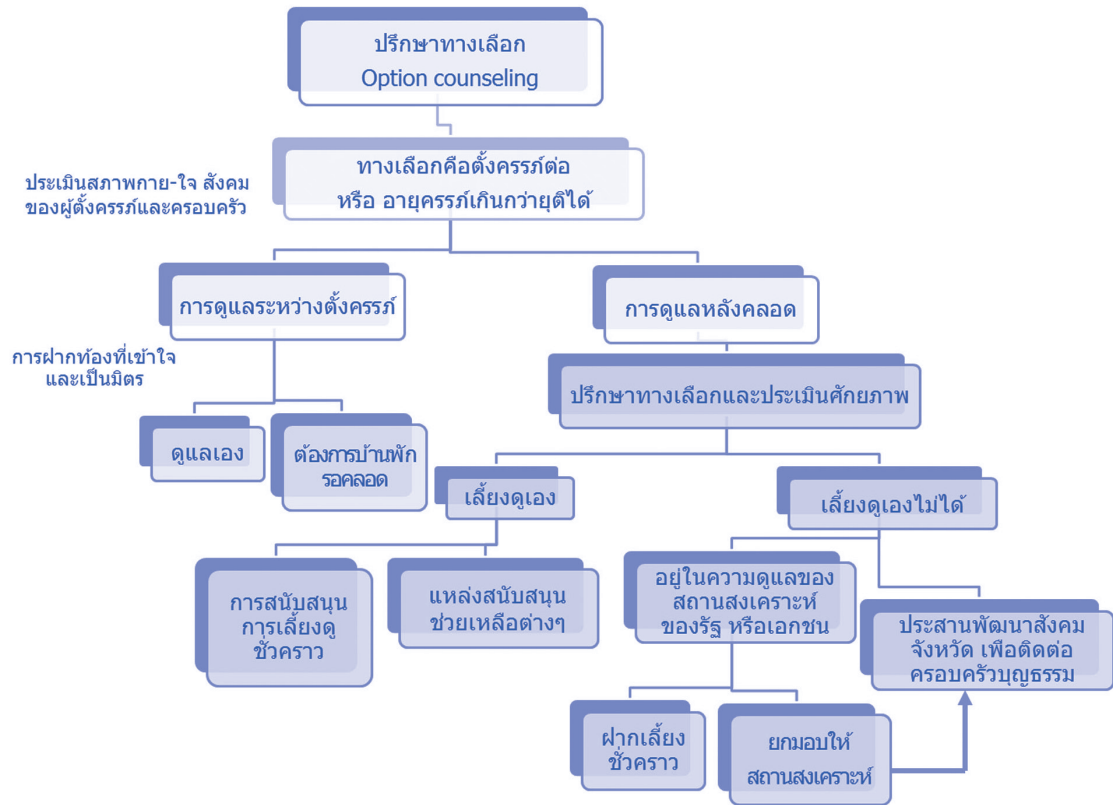 ปรึกษาทางเลือก
Option counseling
ทางเลือกคือตั้งครรภ์ต่อ
หรือ อายุครรภ์เกินกว่ายุติได้
ประเมินสภาพกาย-ใจ สังคม
ของผู้ตั้งครรภ์และครอบครัว
การดูแลระหว่างตั้งครรภ์
การดูแลหลังคลอด
การฝากท้องที่เข้าใจ
และเป็นมิตร
ปรึกษาทางเลือกและประเมินศักยภาพ
ดูแลเอง
ต้องการบ้านพัก
รอคลอด
เลี้ยงดูเอง
เลี้ยงดูเองไม่ได้
การสนับสนุน
การเลี้ยงดู
ชั่วคราว
แหล่งสนับสนุน
ช่วยเหลือต่างๆ
อยู่ในความดูแลของ
สถานสงเคราะห์
ของรัฐ หรือเอกชน
ประสานพัฒนาสังคม
จังหวัด เพือติดต่อ
ครอบครัวบุญธรรม
ฝากเลี้ยง
ชั่วคราว
ยกมอบให้
สถานสงเคราะห์